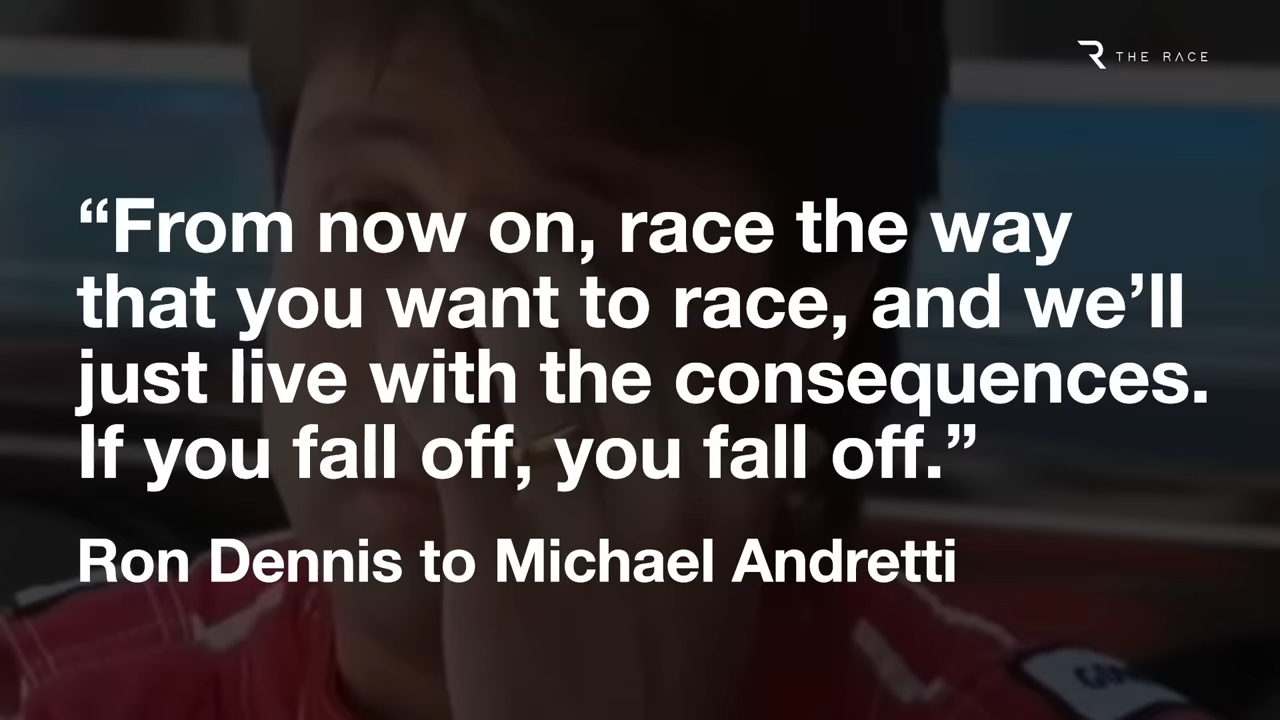 THE RACE
“From now on, race the way
that you want to race, and we’ll
just live with the consequences.
If you fall off, you fall off.”
Ron Dennis to Michael Andretti